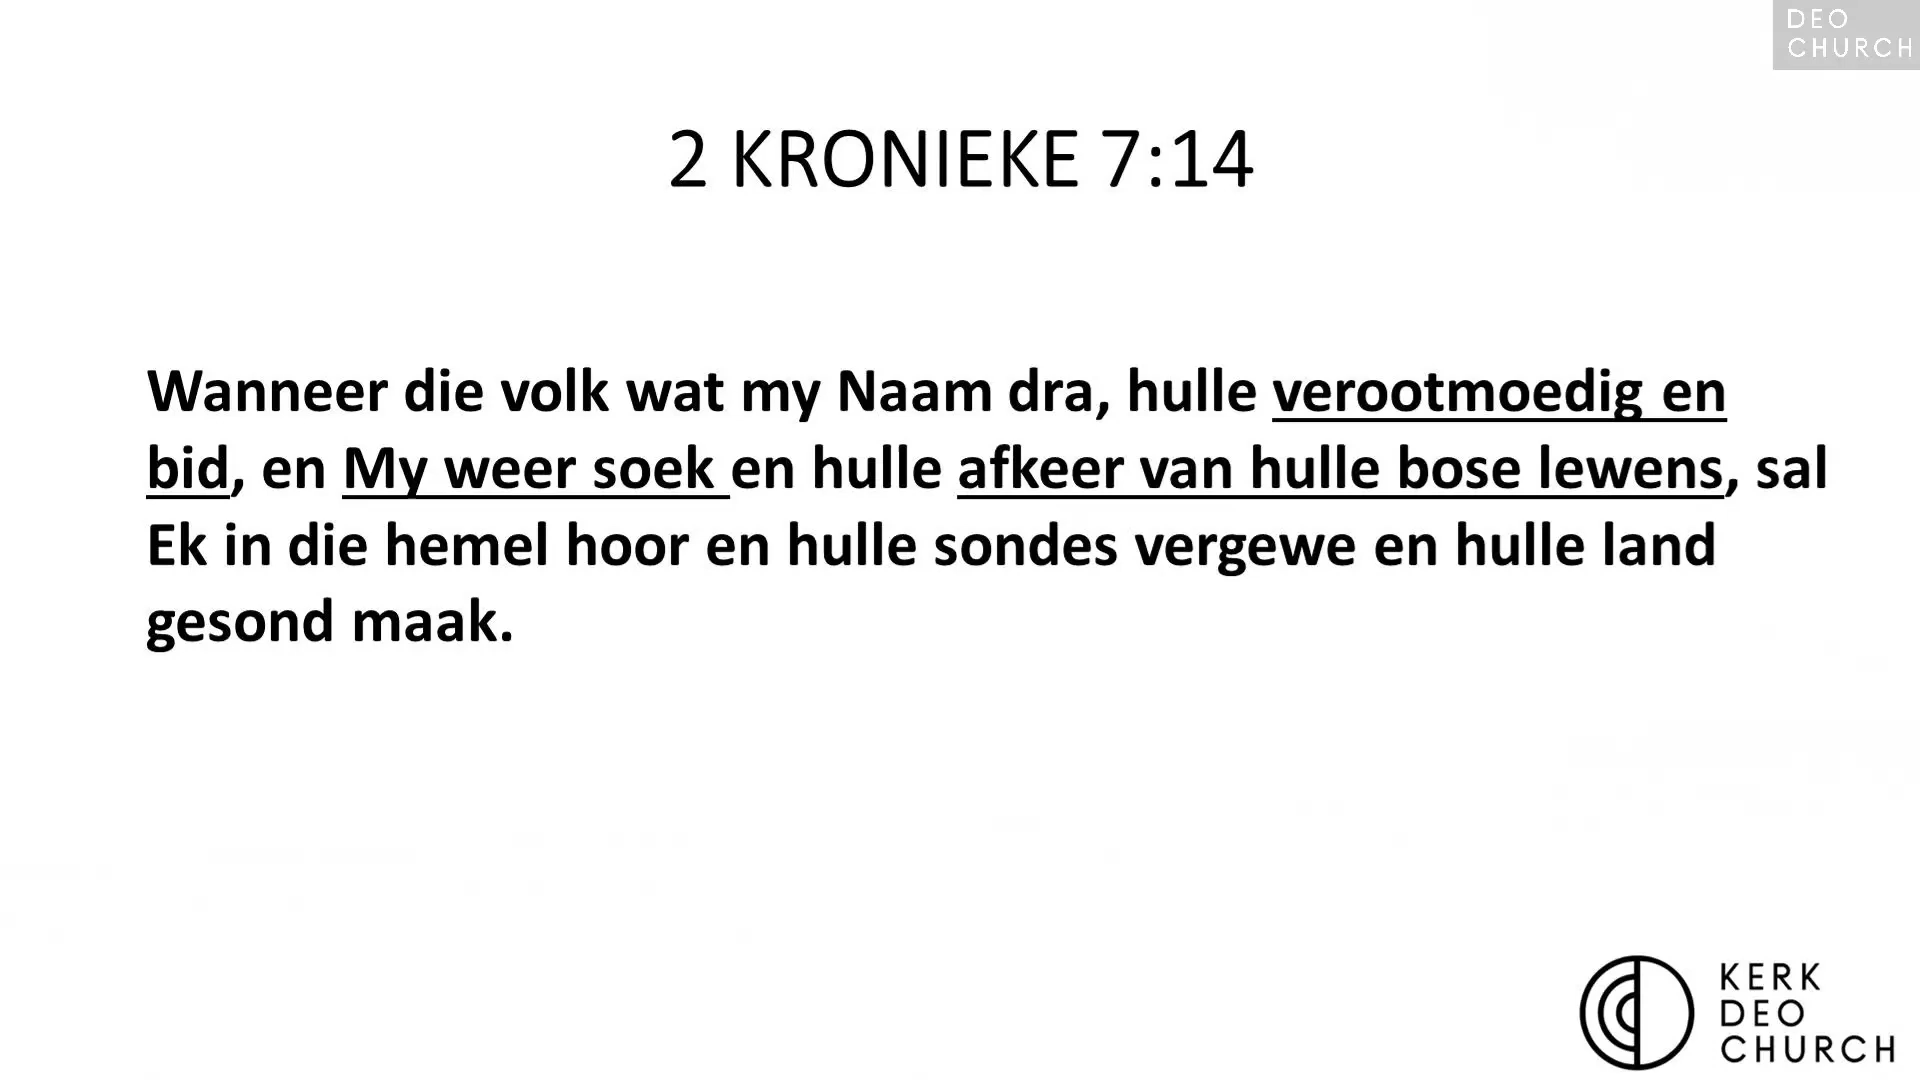 DEO
CHURCH
2 KRONIEKE 7:14
Wanneer die volk wat my Naam dra, hulle verootmoedig en
bid, en My weer soek en hulle afkeer van hulle bose lewens, sal
Ek in die hemel hoor en hulle sondes vergewe en hulle land
gesond maak.
KERK
DEO
CHURCH